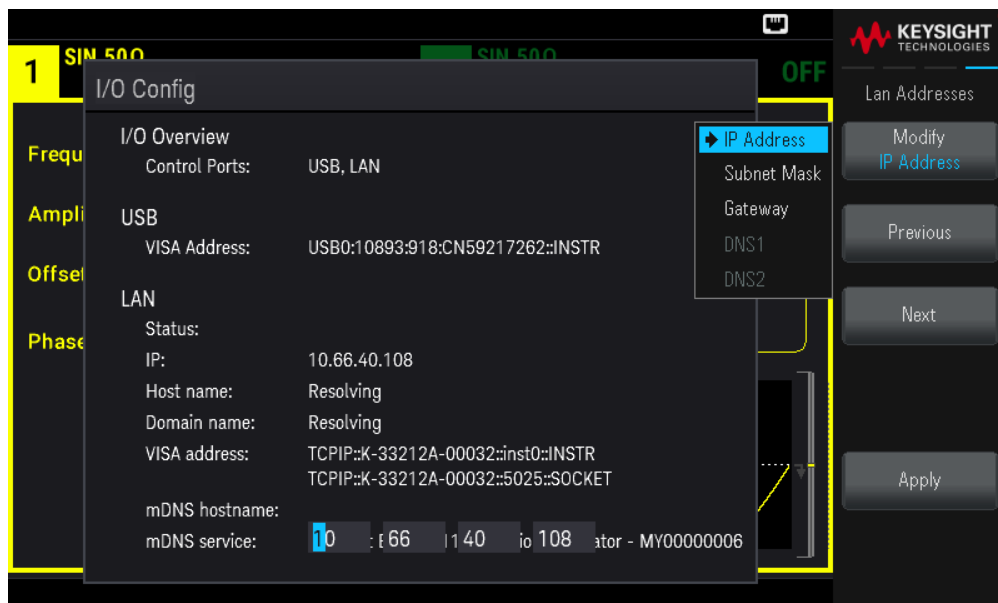 KEYSIGHT
TECHNOLOGIES
1 SIN 50Ω SIN 50Ω OFF
I/O Config
Lan Addresses
I/O Overview
Control Ports: USB, LAN
USB
VISA Address: USB0::10893::918::CN59217262::INSTR
LAN
Status:
IP: 10.66.40.108
Host name: Resolving
Domain name: Resolving
VISA address: TCPIP::K-33212A-00032::inst0::INSTR
TCPIP::K-33212A-00032::5025::SOCKET
mDNS hostname:
mDNS service: 10 66 40 108 ator - MY00000006
IP Address
Subnet Mask
Gateway
DNS1
DNS2
Modify
IP Address
Previous
Next
Apply
Frequ
Ampli
Offset
Phase